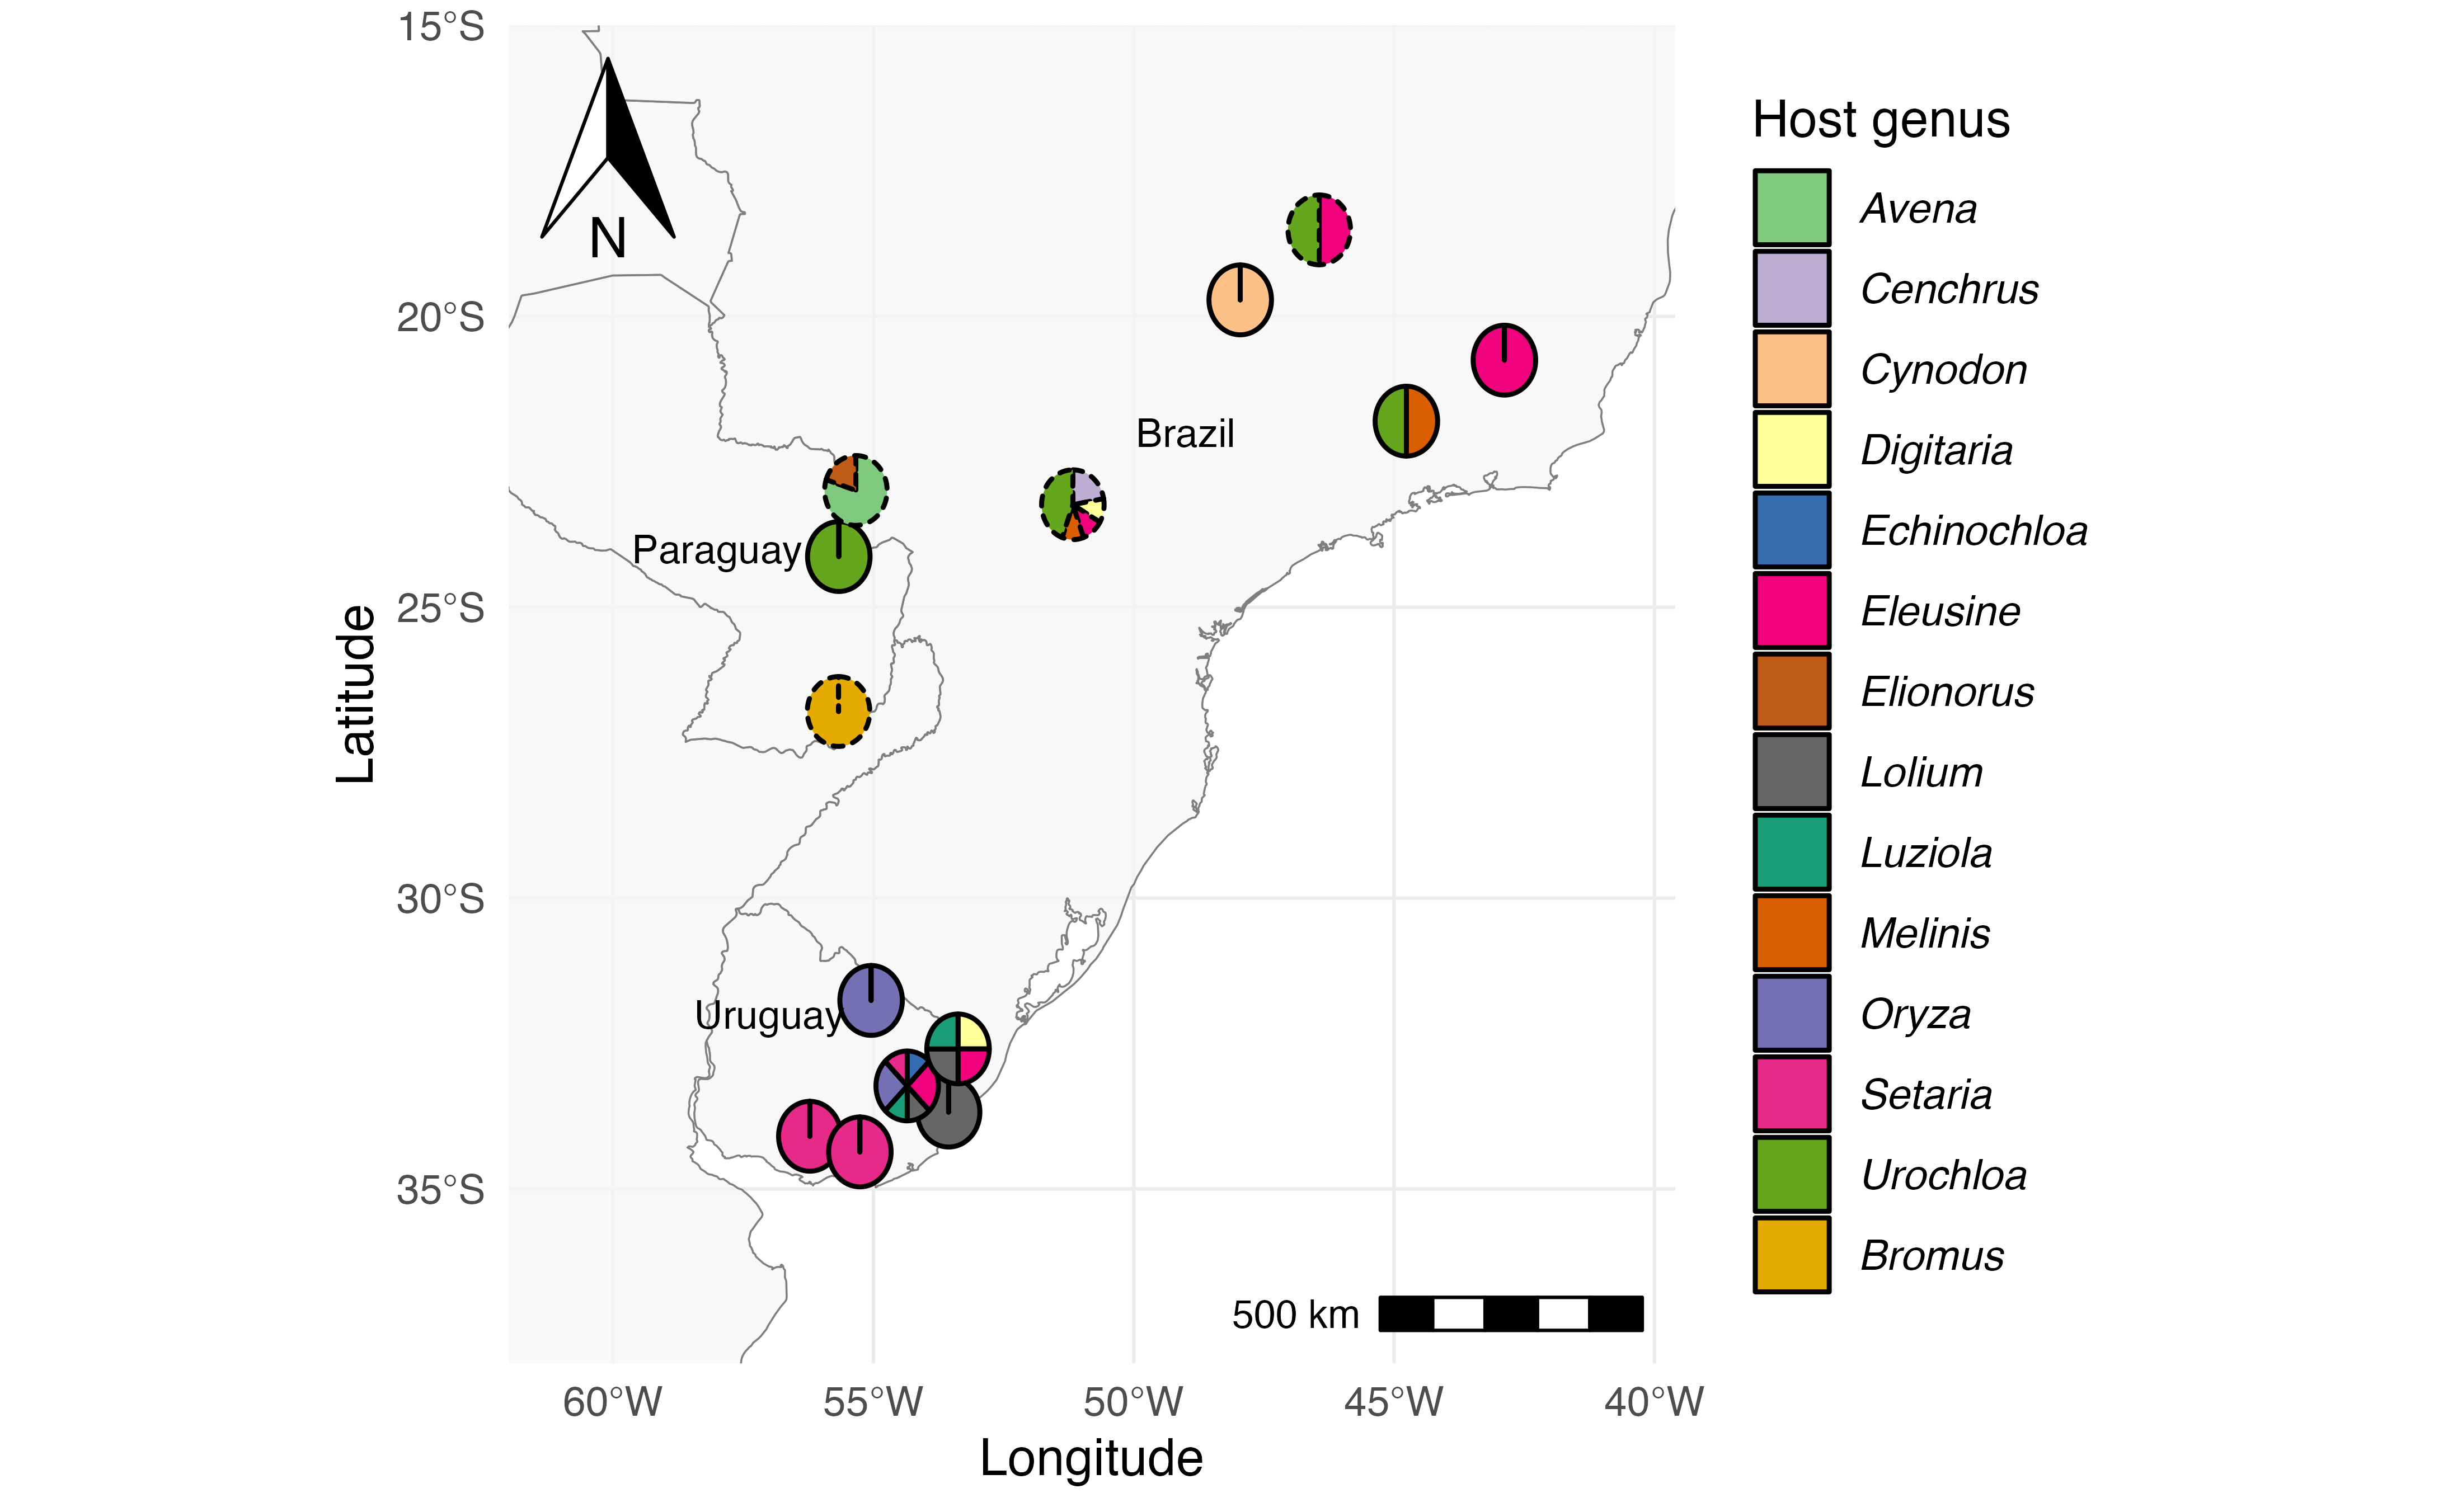 15°S
20°S
25°S
30°S
35°S
Latitude
N
Brazil
Paraguay
Uruguay
500 km
60°W
55°W
50°W
45°W
40°W
Longitude
Host genus
Avena
Cenchrus
Cynodon
Digitaria
Echinochloa
Eleusine
Elionorus
Lolium
Luziola
Melinis
Oryza
Setaria
Urochloa
Bromus